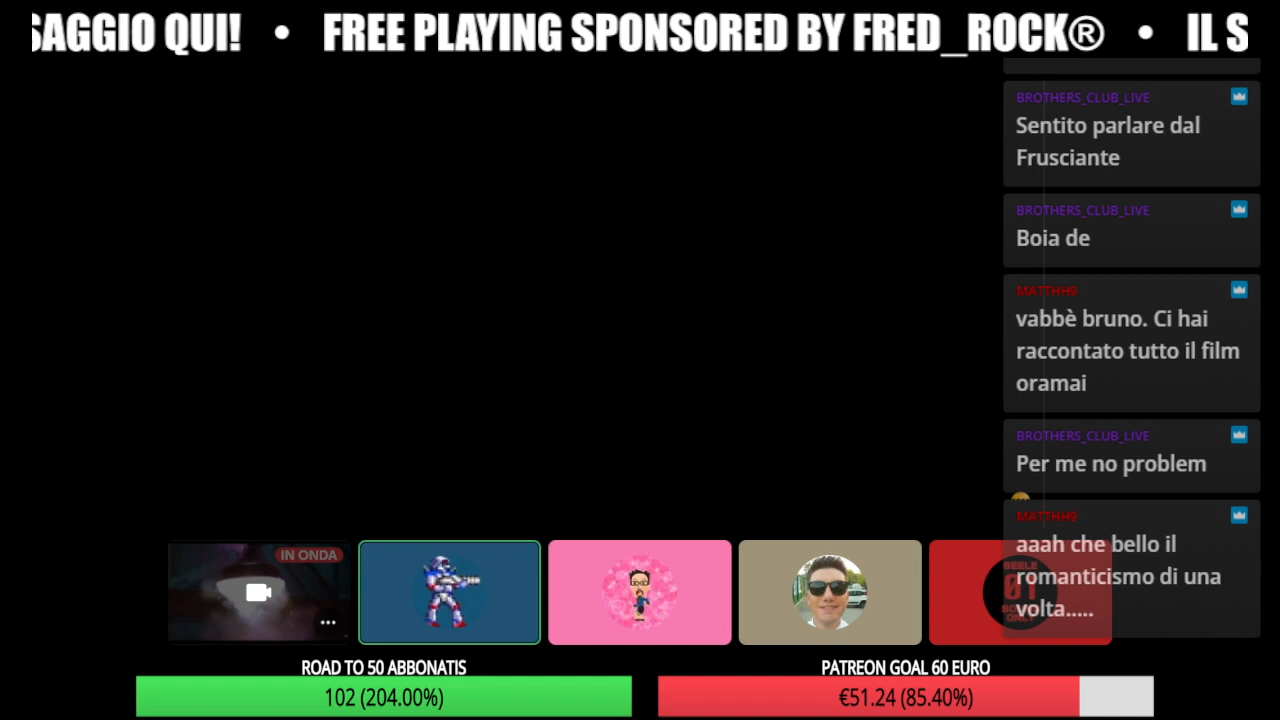 SAGGIO QUI! • FREE PLAYING SPONSORED BY FRED_ROCK® • IL S
BROTHERS_CLUB_LIVE
Sentito parlare dal
Frusciante
BROTHERS_CLUB_LIVE
Boia de
MATTHH9
vabbè bruno. Ci hai
raccontato tutto il film
oramai
BROTHERS_CLUB_LIVE
Per me no problem
MATTHH9
aaah che bello il
romanticismo di una
volta.....
IN ONDA
BEELE
01
ONLY
ROAD TO 50 ABBONATIS
102 (204.00%)
PATREON GOAL 60 EURO
€51.24 (85.40%)